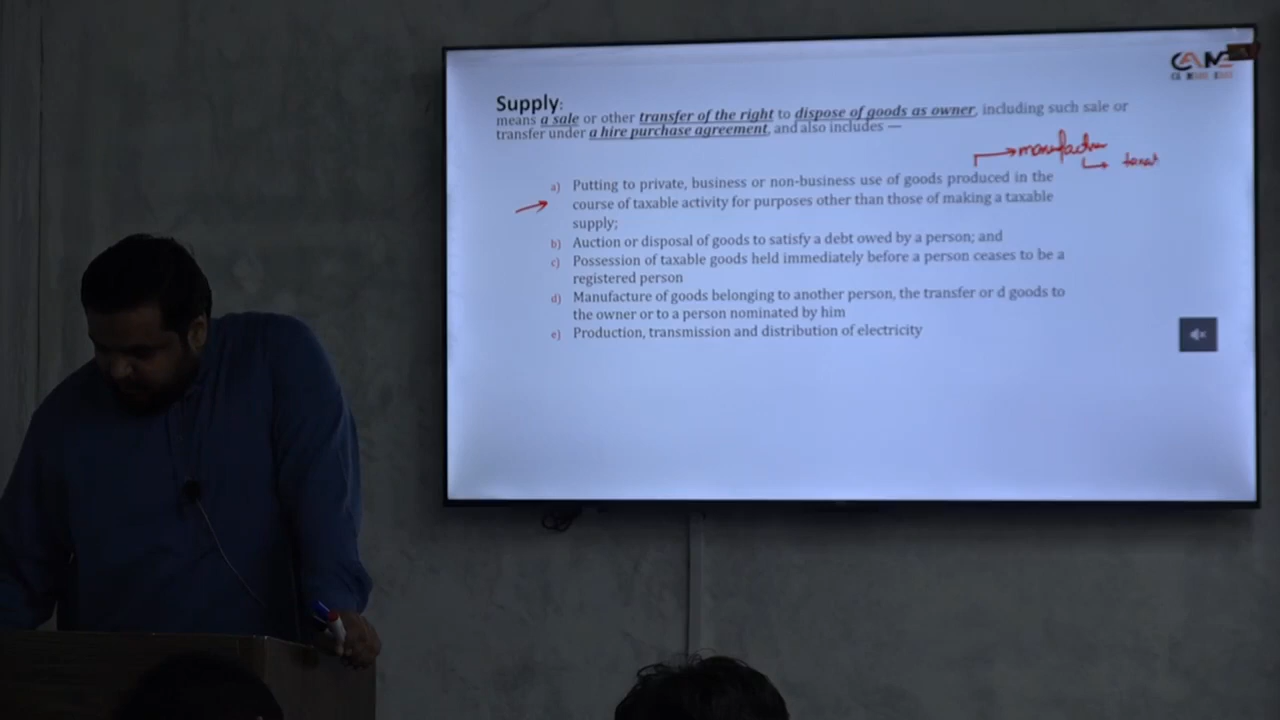 CAME
Supply:
means a sale or other transfer of the right to dispose of goods as owner, including such sale or
transfer under a hire purchase agreement, and also includes —
manufacture
a) Putting to private, business or non-business use of goods produced in the
course of taxable activity for purposes other than those of making a taxable
supply;
b) Auction or disposal of goods to satisfy a debt owed by a person; and
c) Possession of taxable goods held immediately before a person ceases to be a
registered person
d) Manufacture of goods belonging to another person, the transfer or d goods to
the owner or to a person nominated by him
e) Production, transmission and distribution of electricity